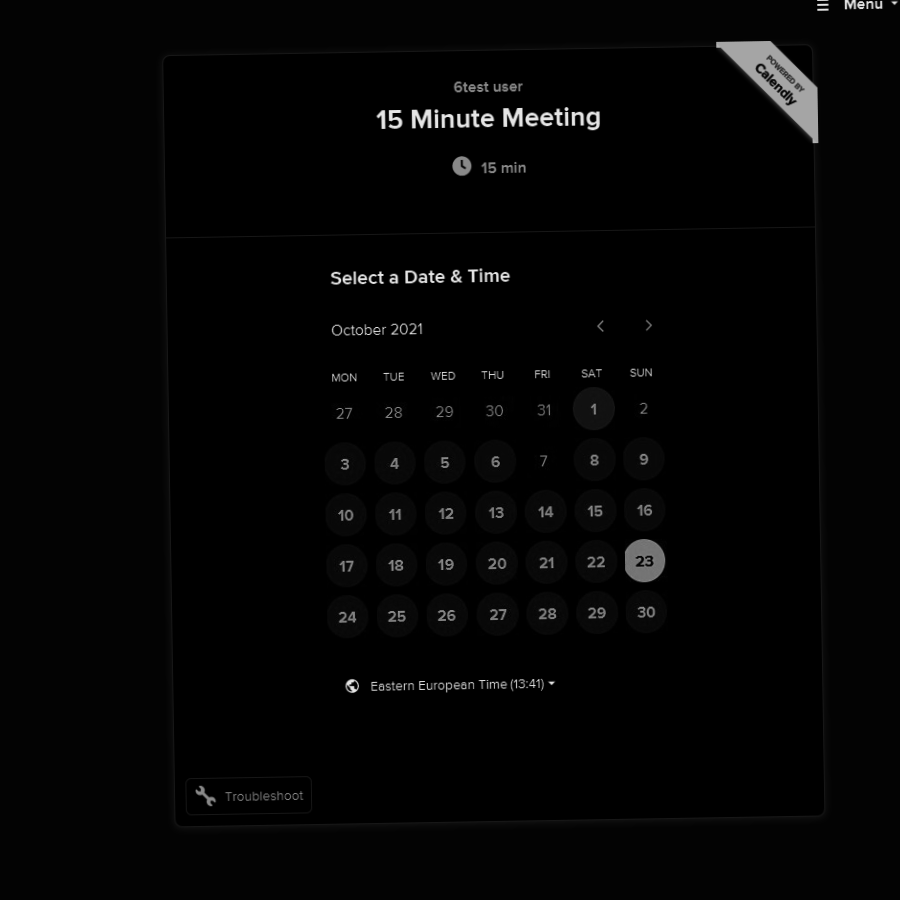 Menu
POWERED BY
Calendly
6test user
15 Minute Meeting
15 min
Select a Date & Time
October 2021
MON TUE WED THU FRI SAT SUN
27 28 29 30 31 1 2
3 4 5 6 7 8 9
10 11 12 13 14 15 16
17 18 19 20 21 22 23
24 25 26 27 28 29 30
Eastern European Time (13:41)
Troubleshoot